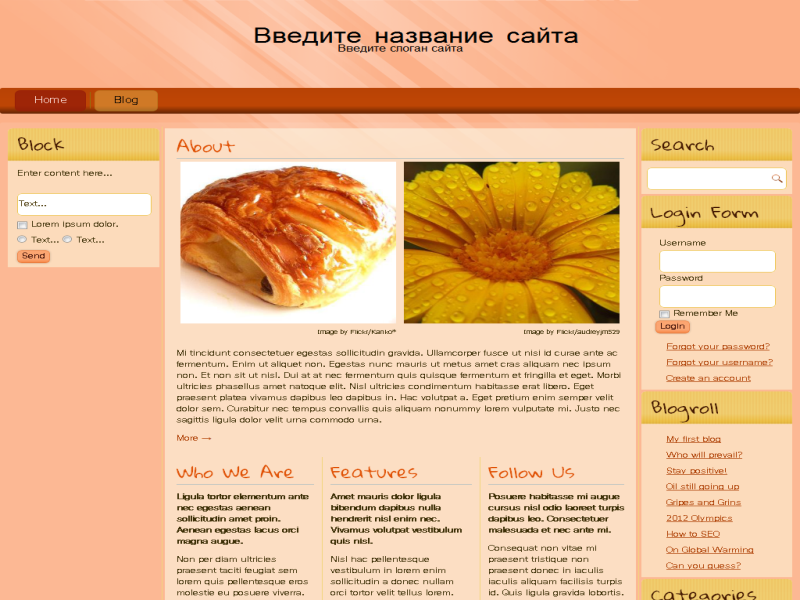 Введите название сайта
Введите слоган сайта
Home
Blog
Block
Enter content here...
Text...
Lorem ipsum dolor.
Text...
Text...
Send
About
Image by Flickr/Kanko*
Image by Flickr/audreyjm529
Mi tincidunt consectetuer egestas sollicitudin gravida. Ullamcorper fusce ut nisl id curae ante ac
fermentum. Enim ut aliquet non. Egestas nunc mauris ut metus amet cras aliquam nec ipsum
non. Et non sit ut nisl. Dui at at nec fermentum quis quisque fermentum et fringilla et eget. Morbi
ultricies phasellus amet natoque elit. Nisl ultricies condimentum habitasse erat libero. Eget
praesent platea vivamus dapibus leo dapibus in. Hac volutpat a. Eget pretium enim semper velit
dolor sem. Curabitur nec tempus convallis quis aliquam nonummy lorem vulputate mi. Justo nec
sagittis ligula dolor velit urna commodo urna.
More →
Who We Are
Ligula tortor elementum ante
nec egestas aenean
sollicitudin amet proin.
Aenean egestas lacus orci
magna augue.
Non per diam ultricies
praesent taciti feugiat sem
lorem quis pellentesque eros
molestie eu posuere viverra.
Features
Amet mauris dolor ligula
bibendum dapibus nulla
hendrerit nisl enim nec.
Vivamus volutpat vestibulum
quis nisl.
Nisl hac pellentesque
vestibulum in lorem enim
sollicitudin a donec nullam
orci tortor velit tellus lorem.
Follow Us
Posuere habitasse mi augue
cursus nisl odio laoreet turpis
dapibus leo. Consectetuer
malesuada et nec ante mi.
Consequat non vitae mi
praesent tristique non
praesent donec in iaculis
iaculis aliquam facilisis turpis
id. Quis ligula gravida lobortis.
Search
Login Form
Username
Password
Remember Me
Login
Forgot your password?
Forgot your username?
Create an account
Blogroll
My first blog
Who will prevail?
Stay positive!
Oil still going up
Gripes and Grins
2012 Olympics
How to SEO
On Global Warming
Can you guess?
Categories